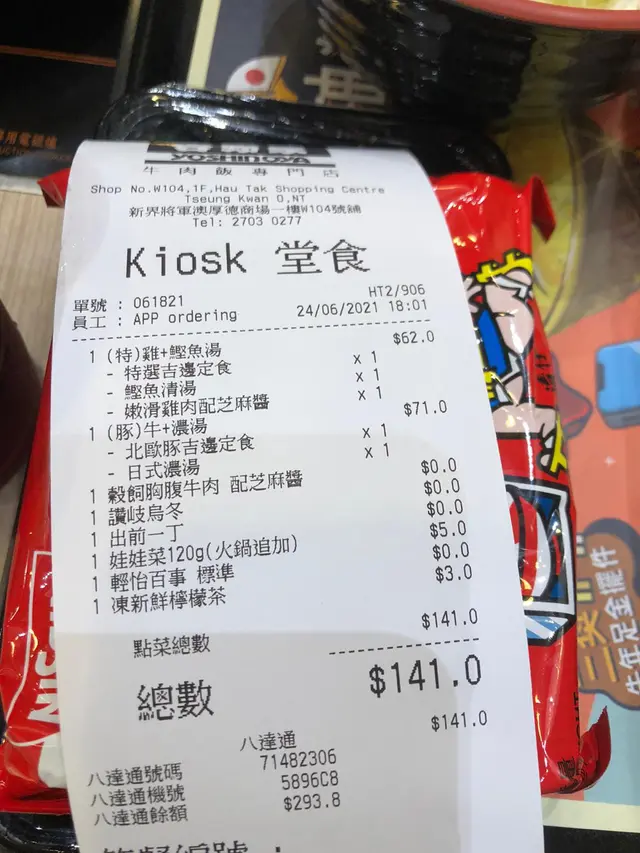 YOSHINOYA
牛肉飯專門店
Shop No.W104,1F,Hau Tak Shopping Centre
Tseung Kwan O,NT
新界將軍澳厚德商場一樓W104號舖
Tel: 2703 0277
Kiosk 堂食
HT2/906
單號 : 061821
員工 : APP ordering 24/06/2021 18:01
1 (特)雞+鰹魚湯 $62.0
- 特選吉邊定食 x 1
- 鰹魚清湯 x 1
- 嫩滑雞肉配芝麻醬 x 1
1 (豚)牛+濃湯 $71.0
- 北歐豚吉邊定食 x 1
- 日式濃湯 x 1
1 穀飼胸腹牛肉 配芝麻醬 $0.0
1 讚岐烏冬 $0.0
1 出前一丁 $0.0
1 娃娃菜120g(火鍋追加) $5.0
1 輕怡百事 標準 $0.0
1 凍新鮮檸檬茶 $3.0
點菜總數 $141.0
總數 $141.0
八達通 $141.0
八達通號碼 71482306
八達通機號 5896C8
八達通餘額 $293.8
NIS
二孖
牛年足金擺件